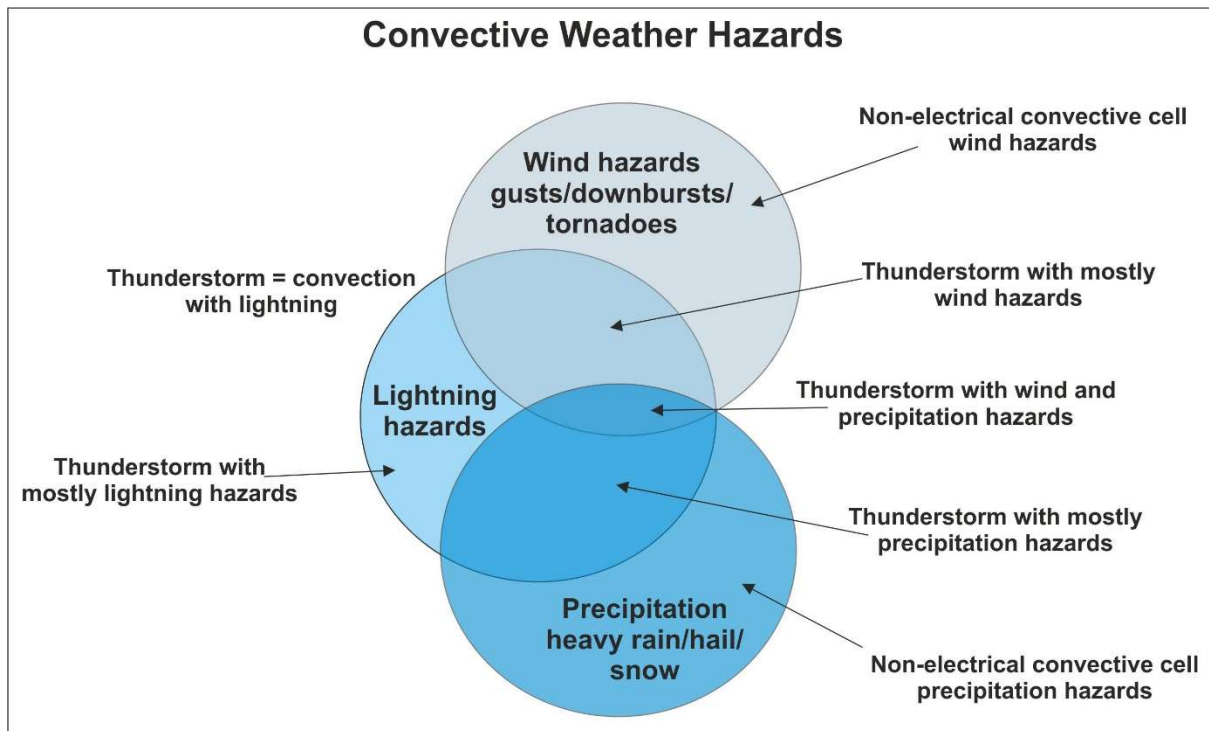 Convective Weather Hazards
Non-electrical convective cell
wind hazards
Wind hazards
gusts/downbursts/
tornadoes
Thunderstorm = convection
with lightning
Thunderstorm with mostly
wind hazards
Lightning
hazards
Thunderstorm with wind and
precipitation hazards
Thunderstorm with
mostly lightning hazards
Thunderstorm with mostly
precipitation hazards
Precipitation
heavy rain/hail/
snow
Non-electrical convective cell
precipitation hazards